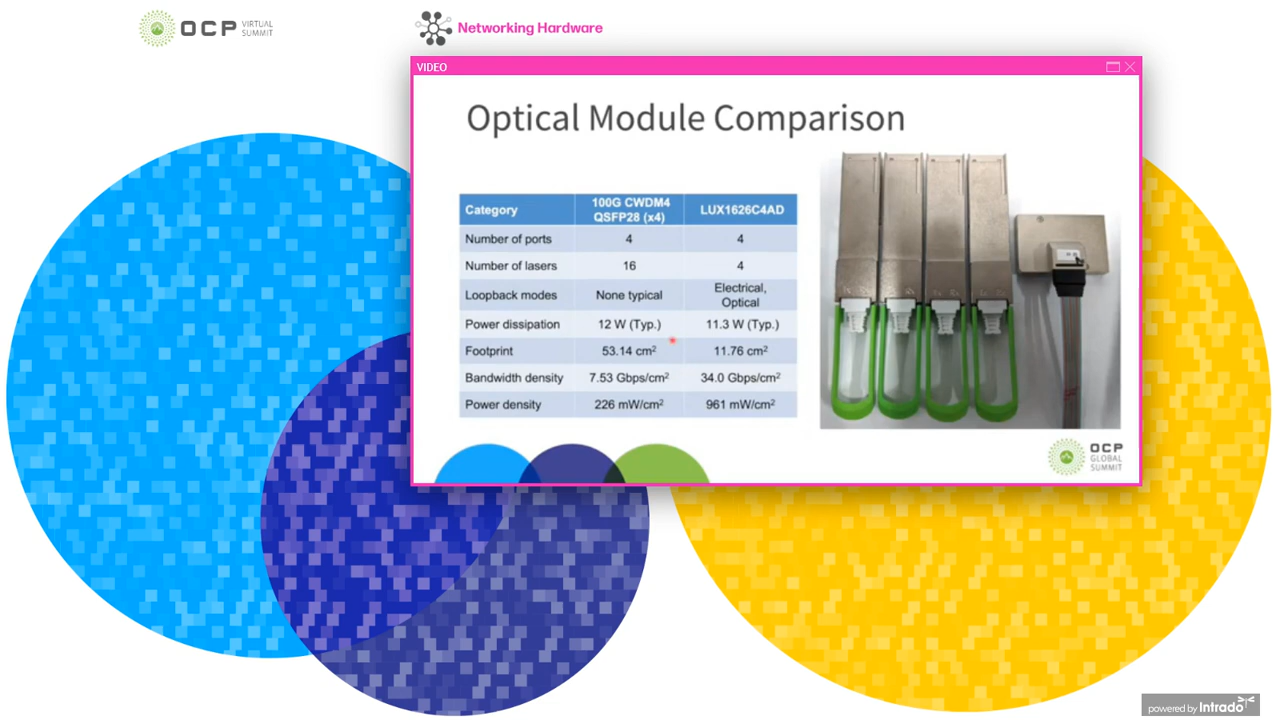 OCP VIRTUAL
SUMMIT
Networking Hardware
VIDEO
Optical Module Comparison
Category 100G CWDM4 QSFP28 (x4) LUX1626C4AD
Number of ports 4 4
Number of lasers 16 4
Loopback modes None typical Electrical, Optical
Power dissipation 12 W (Typ.) 11.3 W (Typ.)
Footprint 53.14 cm² 11.76 cm²
Bandwidth density 7.53 Gbps/cm² 34.0 Gbps/cm²
Power density 226 mW/cm² 961 mW/cm²
OCP
GLOBAL
SUMMIT
powered by Intrado